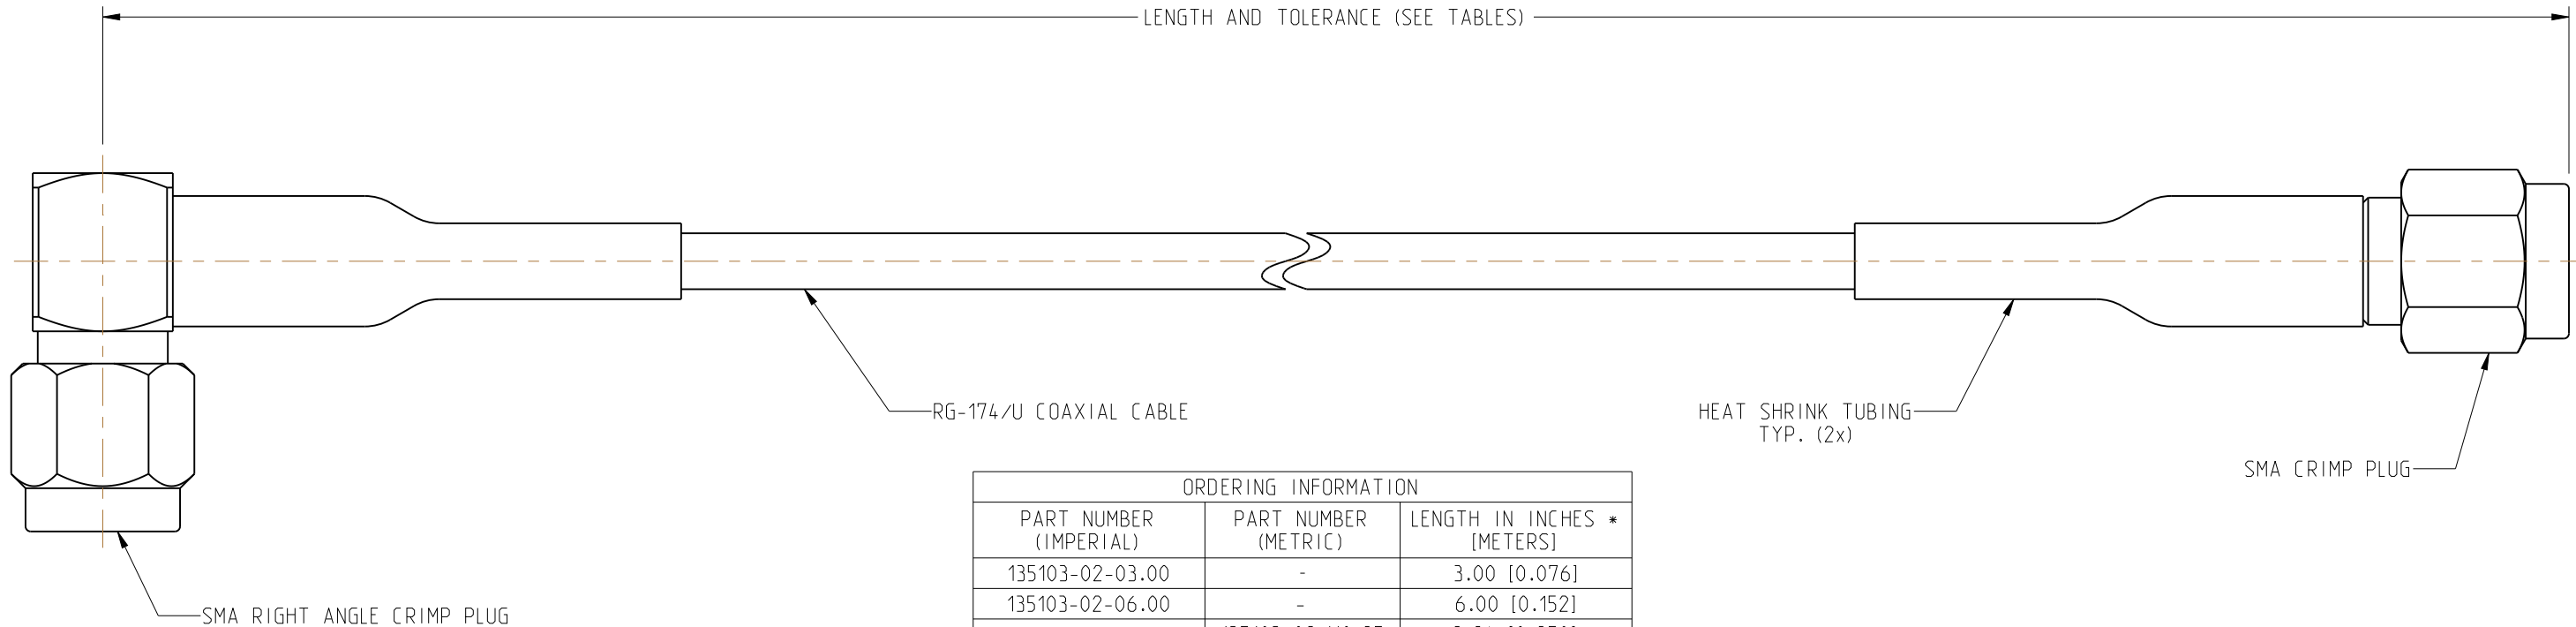 LENGTH AND TOLERANCE (SEE TABLES)
RG-174/U COAXIAL CABLE
HEAT SHRINK TUBING
TYP. (2x)
SMA CRIMP PLUG
SMA RIGHT ANGLE CRIMP PLUG
ORDERING INFORMATION
PART NUMBER (IMPERIAL) PART NUMBER (METRIC) LENGTH IN INCHES * [METERS]
135103-02-03.00 - 3.00 [0.076]
135103-02-06.00 - 6.00 [0.152]